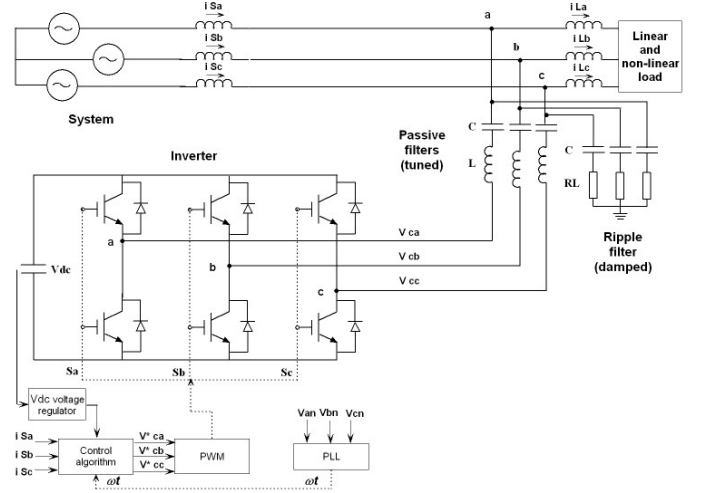 i Sa
i Sb
i Sc
System
a
b
c
i La
i Lb
i Lc
Linear
and
non-linear
load
Passive
filters
(tuned)
C
L
C
RL
Ripple
filter
(damped)
Inverter
Vdc
a
b
c
V ca
V cb
V cc
Sa
Sb
Sc
Vdc voltage
regulator
i Sa
i Sb
i Sc
Control
algorithm
V* ca
V* cb
V* cc
PWM
Van
Vbn
Vcn
PLL
ωt
ωt